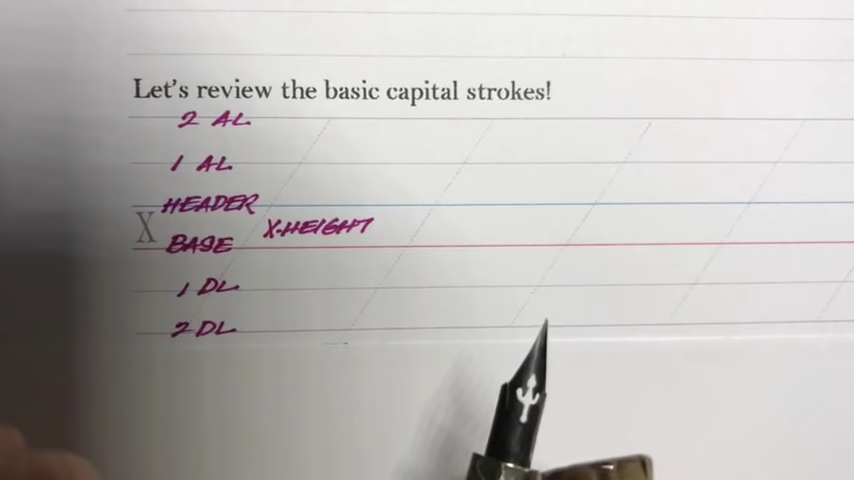 Let's review the basic capital strokes!
2 AL
1 AL
HEADER
X
X-HEIGHT
BASE
1 DL
2 DL